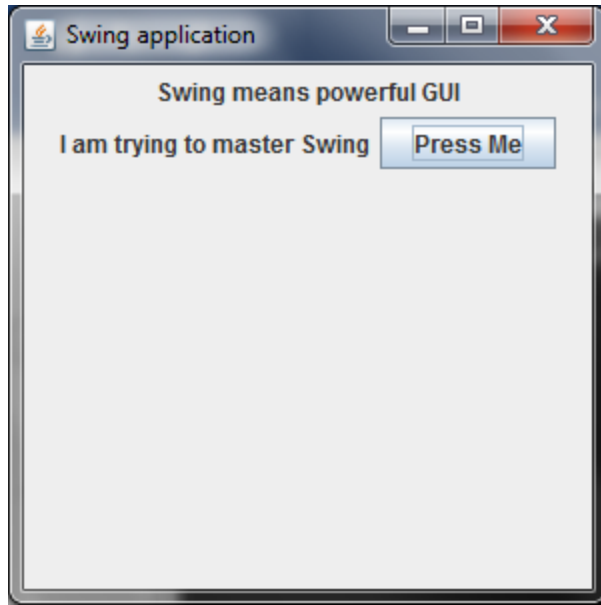 Swing application
Swing means powerful GUI
I am trying to master Swing Press Me